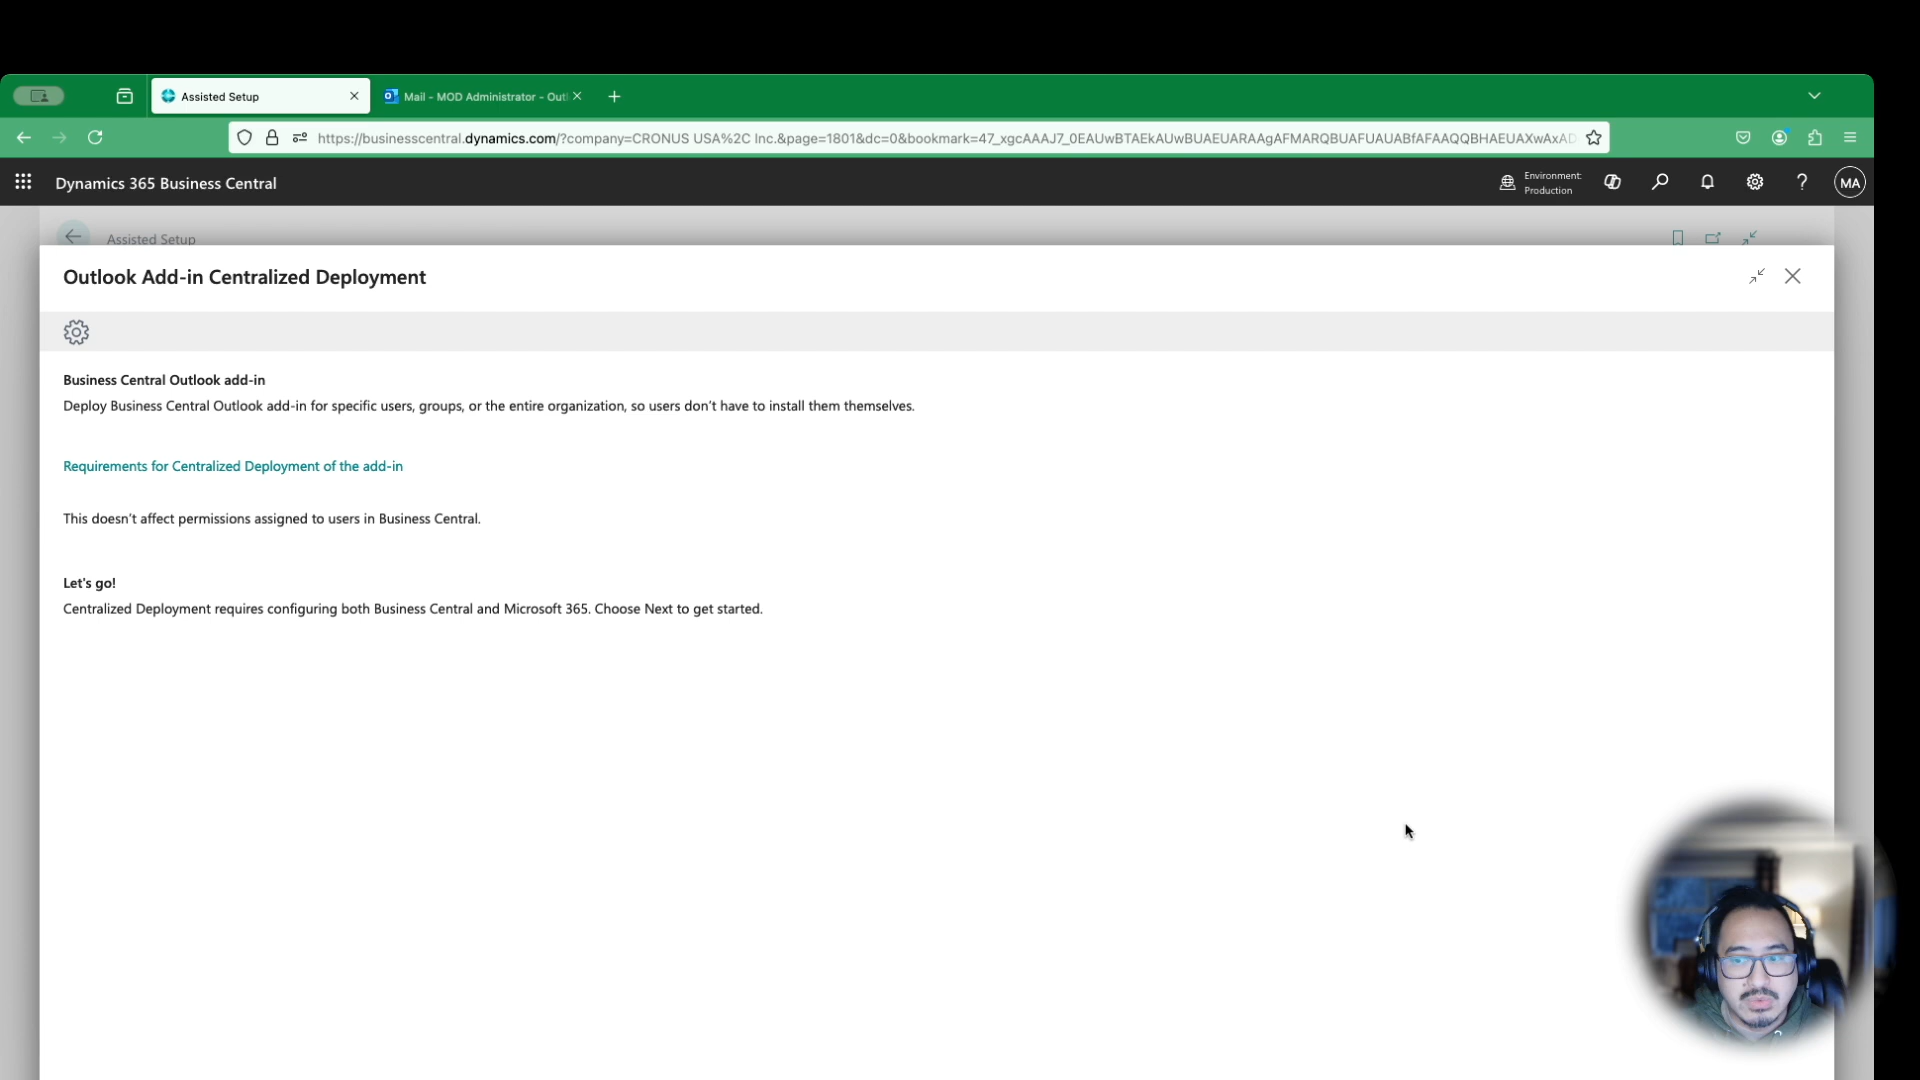 Assisted Setup
Mail - MOD Administrator - Outl
https://businesscentral.dynamics.com/?company=CRONUS USA%2C Inc.&page=1801&dc=0&bookmark=47_xgcAAAJ7_0EAUwBTAEkAUwBUAEUARAAgAFMARQBUAFUAUABfAFAAQQBHAEUAXwAxAD
Dynamics 365 Business Central
Environment:
Production
MA
Assisted Setup
Outlook Add-in Centralized Deployment
Business Central Outlook add-in
Deploy Business Central Outlook add-in for specific users, groups, or the entire organization, so users don't have to install them themselves.
Requirements for Centralized Deployment of the add-in
This doesn't affect permissions assigned to users in Business Central.
Let's go!
Centralized Deployment requires configuring both Business Central and Microsoft 365. Choose Next to get started.